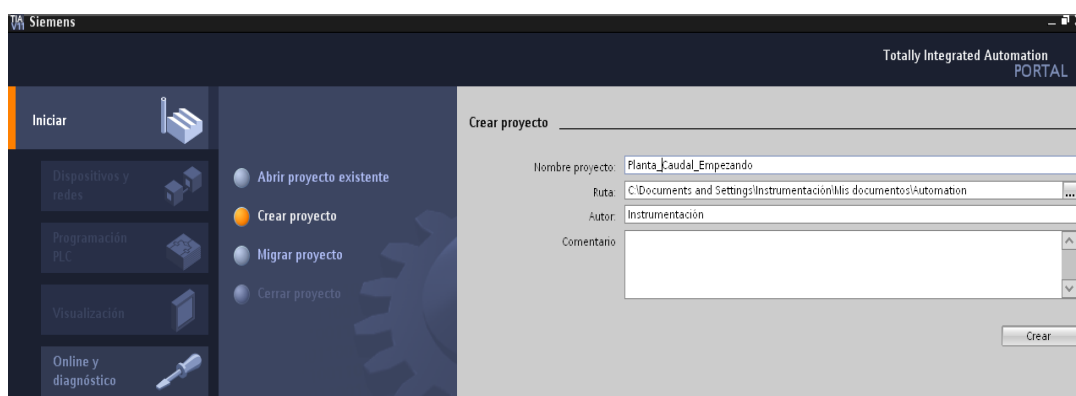 Siemens
Totally Integrated Automation
PORTAL
Iniciar
Dispositivos y
redes
Programación
PLC
Visualización
Online y
diagnóstico
Abrir proyecto existente
Crear proyecto
Migrar proyecto
Cerrar proyecto
Crear proyecto
Nombre proyecto: Planta_Caudal_Empezando
Ruta: C:\Documents and Settings\Instrumentación\Mis documentos\Automation
...
Autor: Instrumentación
Comentario
Crear